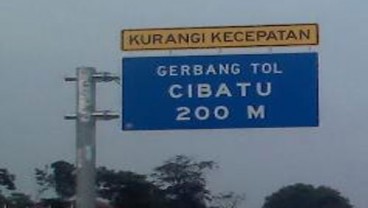 KURANGI KECEPATAN
GERBANG TOL
CIBATU
200 M